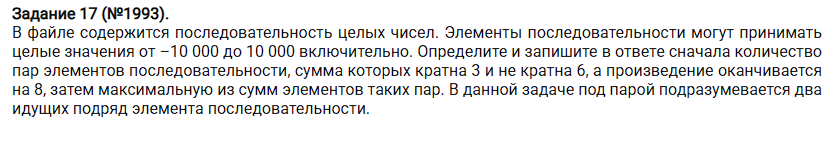 Задание 17 (№1993).
В файле содержится последовательность целых чисел. Элементы последовательности могут принимать
целые значения от –10 000 до 10 000 включительно. Определите и запишите в ответе сначала количество
пар элементов последовательности, сумма которых кратна 3 и не кратна 6, а произведение оканчивается
на 8, затем максимальную из сумм элементов таких пар. В данной задаче под парой подразумевается два
идущих подряд элемента последовательности.